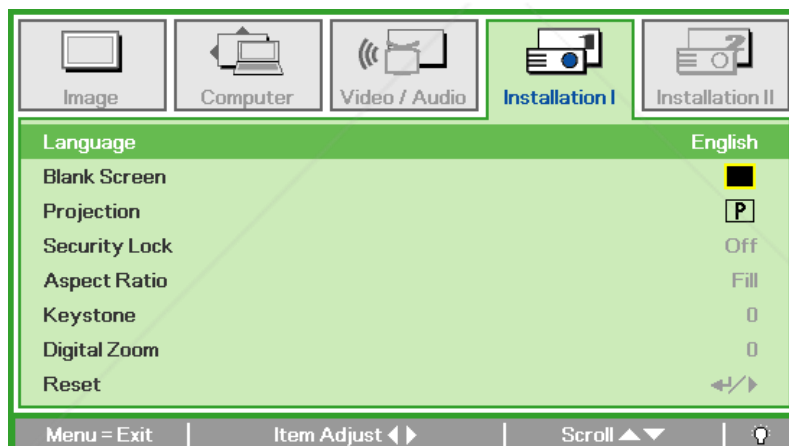 Image
Computer
Video / Audio
Installation I
Installation II
Language English
Blank Screen
Projection P
Security Lock Off
Aspect Ratio Fill
Keystone 0
Digital Zoom 0
Reset ↵/▶
Menu = Exit | Item Adjust ◀▶ | Scroll ▲▼ |